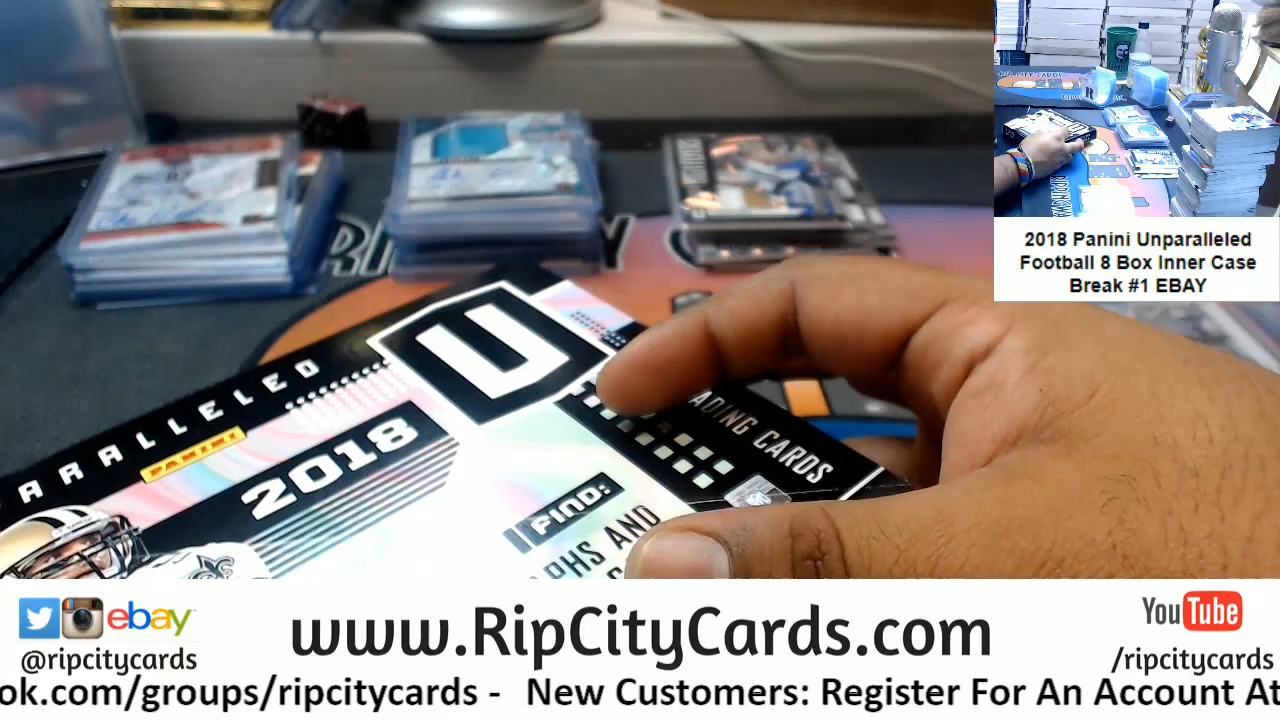 2018 Panini Unparalleled
Football 8 Box Inner Case
Break #1 EBAY
U
ARALLELED
PANINI
2018
FIND:
PHS AND
ADING CARDS
ebay
@ripcitycards
www.RipCityCards.com
YouTube
/ripcitycards
ok.com/groups/ripcitycards - New Customers: Register For An Account At